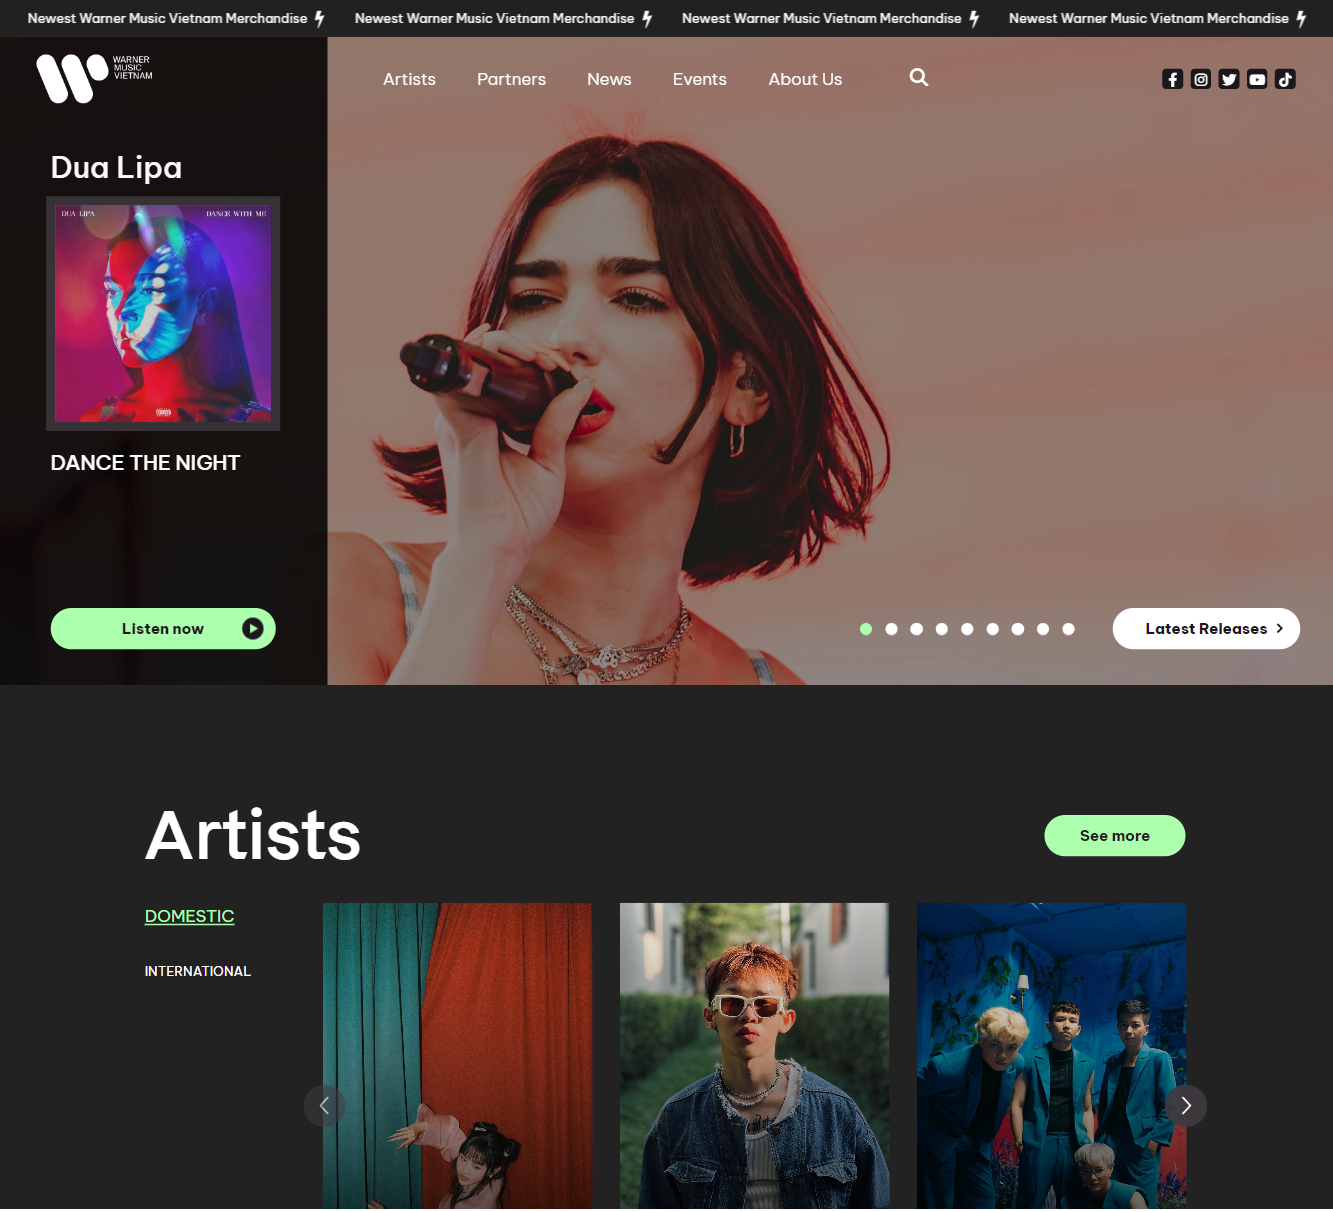 Newest Warner Music Vietnam Merchandise Newest Warner Music Vietnam Merchandise Newest Warner Music Vietnam Merchandise Newest Warner Music Vietnam Merchandise
WARNER
MUSIC
VIETNAM
Artists Partners News Events About Us
Dua Lipa
DUA LIPA DANCE WITH ME
DANCE THE NIGHT
Listen now
Latest Releases
Artists
See more
DOMESTIC
INTERNATIONAL